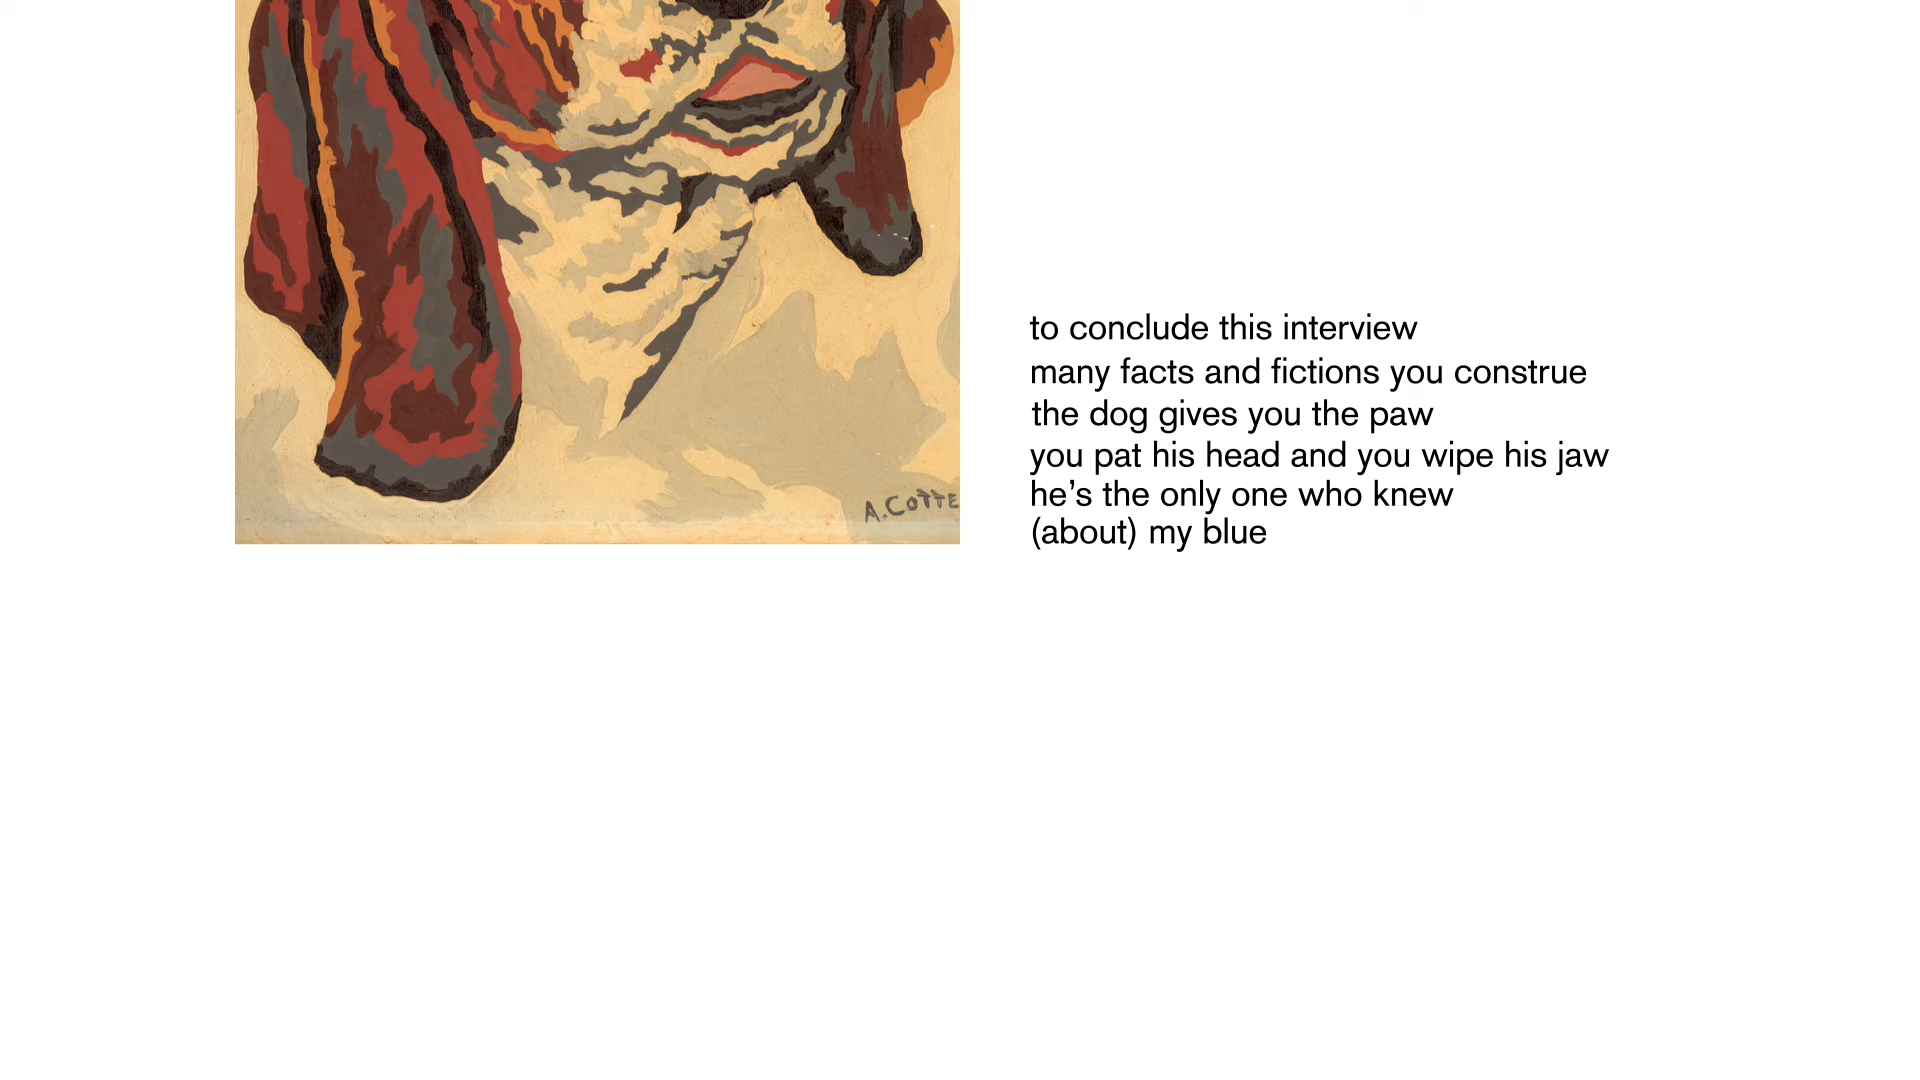 A. COTTE
to conclude this interview
many facts and fictions you construe
the dog gives you the paw
you pat his head and you wipe his jaw
he’s the only one who knew
(about) my blue